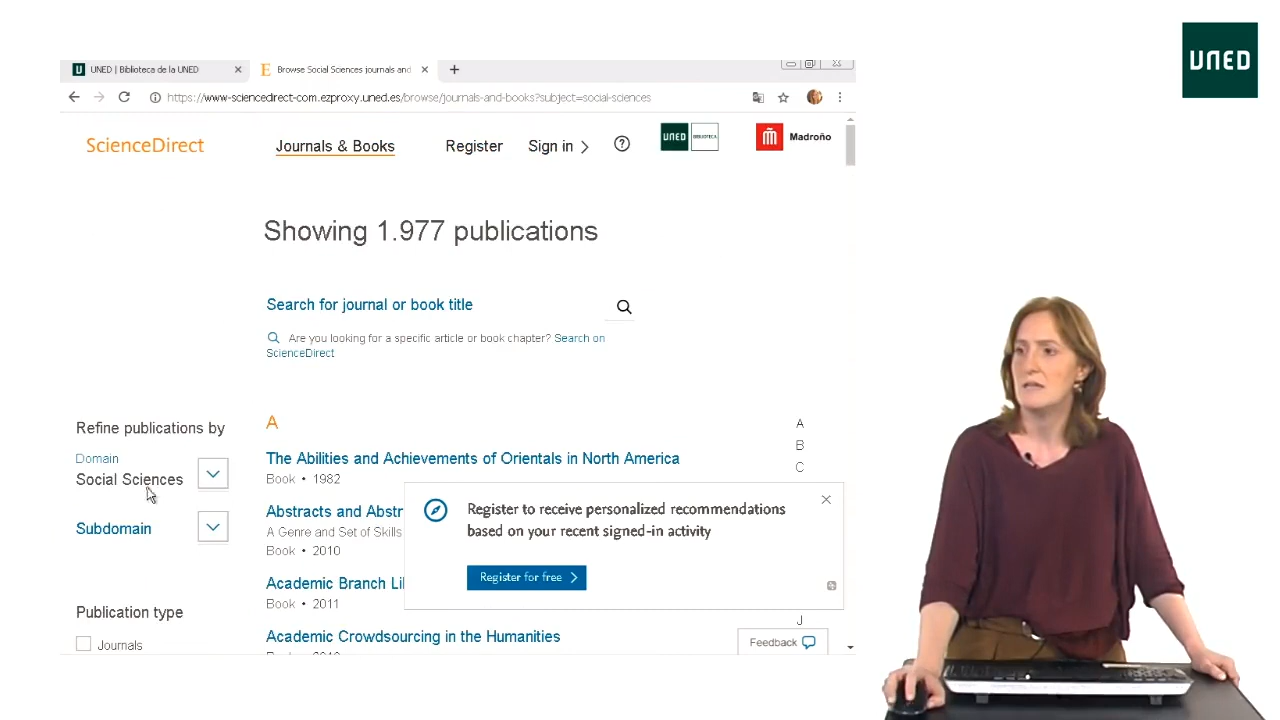 UNED
UNED | Biblioteca de la UNED
Browse Social Sciences journals and
https://www-sciencedirect-com.ezproxy.uned.es/browse/journals-and-books?subject=social-sciences
ScienceDirect
Journals & Books
Register
Sign in
UNED
BIBLIOTECA
Madroño
Showing 1.977 publications
Search for journal or book title
Are you looking for a specific article or book chapter? Search on
ScienceDirect
Refine publications by
Domain
Social Sciences
Subdomain
Publication type
Journals
A
The Abilities and Achievements of Orientals in North America
Book • 1982
Abstracts and Abstr
A Genre and Set of Skills
Book • 2010
Academic Branch Li
Book • 2011
Academic Crowdsourcing in the Humanities
A
B
C
J
Register to receive personalized recommendations
based on your recent signed-in activity
Register for free
Feedback